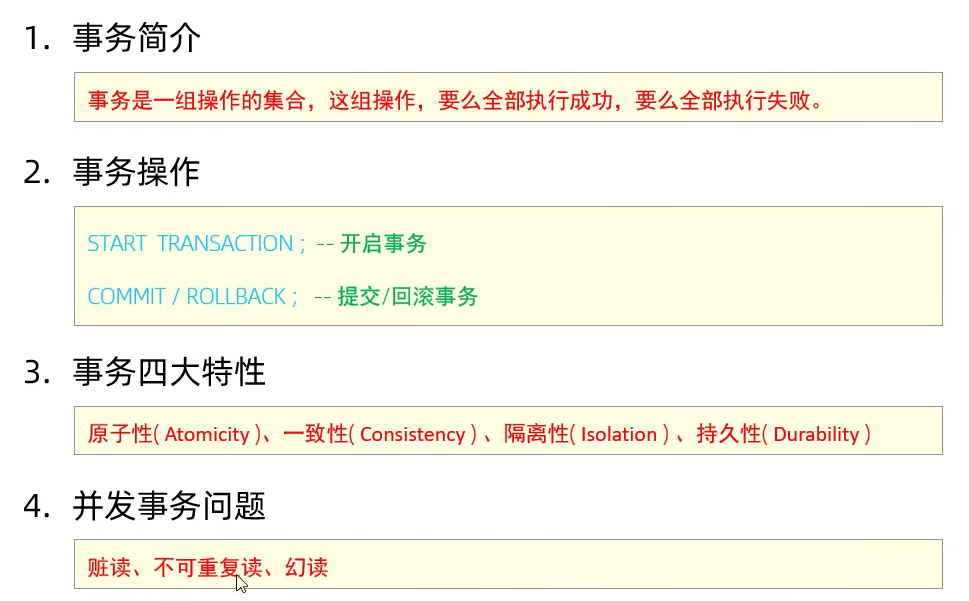 1. 事务简介
事务是一组操作的集合，这组操作，要么全部执行成功，要么全部执行失败。
2. 事务操作
START TRANSACTION ; -- 开启事务
COMMIT / ROLLBACK ; -- 提交/回滚事务
3. 事务四大特性
原子性( Atomicity )、一致性( Consistency ) 、隔离性( Isolation ) 、持久性( Durability )
4. 并发事务问题
脏读、不可重复读、幻读